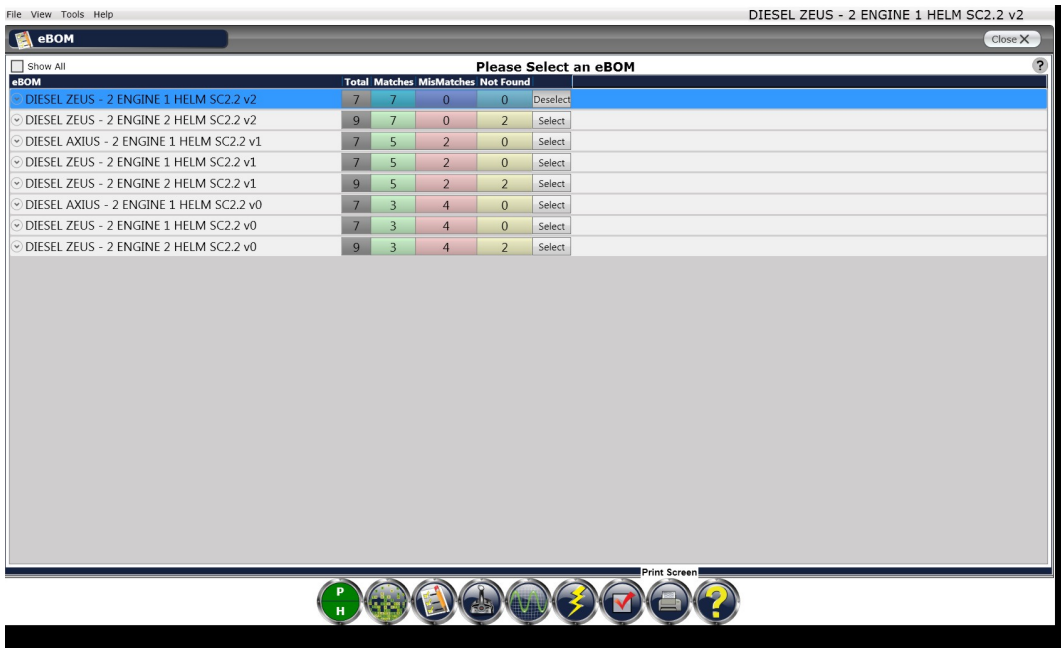 File View Tools Help DIESEL ZEUS - 2 ENGINE 1 HELM SC2.2 v2
eBOM Close X
Show All Please Select an eBOM ?
eBOM Total Matches MisMatches Not Found
DIESEL ZEUS - 2 ENGINE 1 HELM SC2.2 v2 7 7 0 0 Deselect
DIESEL ZEUS - 2 ENGINE 2 HELM SC2.2 v2 9 7 0 2 Select
DIESEL AXIUS - 2 ENGINE 1 HELM SC2.2 v1 7 5 2 0 Select
DIESEL ZEUS - 2 ENGINE 1 HELM SC2.2 v1 7 5 2 0 Select
DIESEL ZEUS - 2 ENGINE 2 HELM SC2.2 v1 9 5 2 2 Select
DIESEL AXIUS - 2 ENGINE 1 HELM SC2.2 v0 7 3 4 0 Select
DIESEL ZEUS - 2 ENGINE 1 HELM SC2.2 v0 7 3 4 0 Select
DIESEL ZEUS - 2 ENGINE 2 HELM SC2.2 v0 9 3 4 2 Select
Print Screen
P
H
?